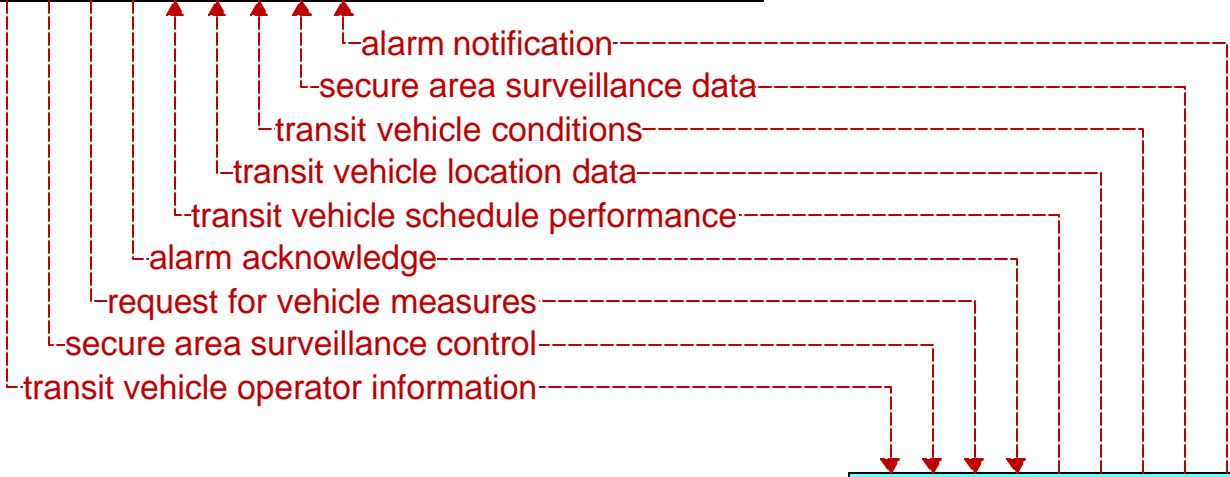 alarm notification
secure area surveillance data
transit vehicle conditions
transit vehicle location data
transit vehicle schedule performance
alarm acknowledge
request for vehicle measures
secure area surveillance control
transit vehicle operator information